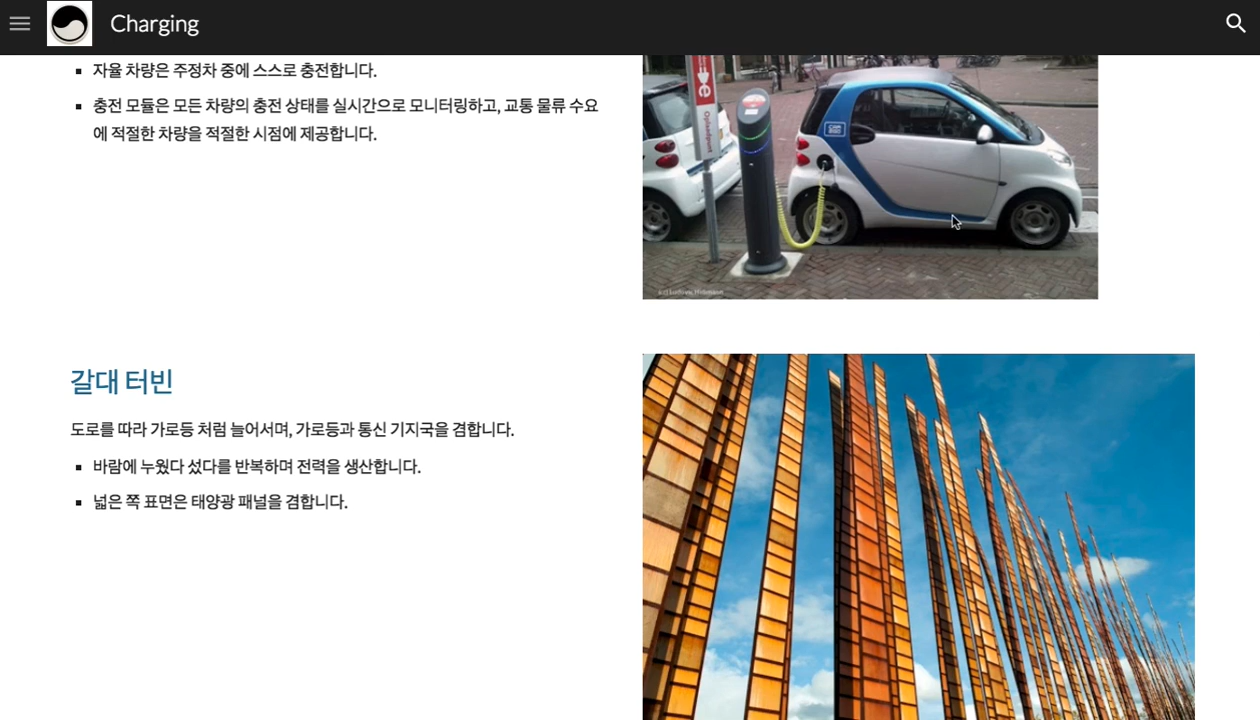 Charging
자율 차량은 주정차 중에 스스로 충전합니다.
충전 모듈은 모든 차량의 충전 상태를 실시간으로 모니터링하고, 교통 물류 수요
에 적절한 차량을 적절한 시점에 제공합니다.
Oplaadpunt
갈대 터빈
도로를 따라 가로등 처럼 늘어서며, 가로등과 통신 기지국을 겸합니다.
바람에 누웠다 섰다를 반복하며 전력을 생산합니다.
넓은 쪽 표면은 태양광 패널을 겸합니다.